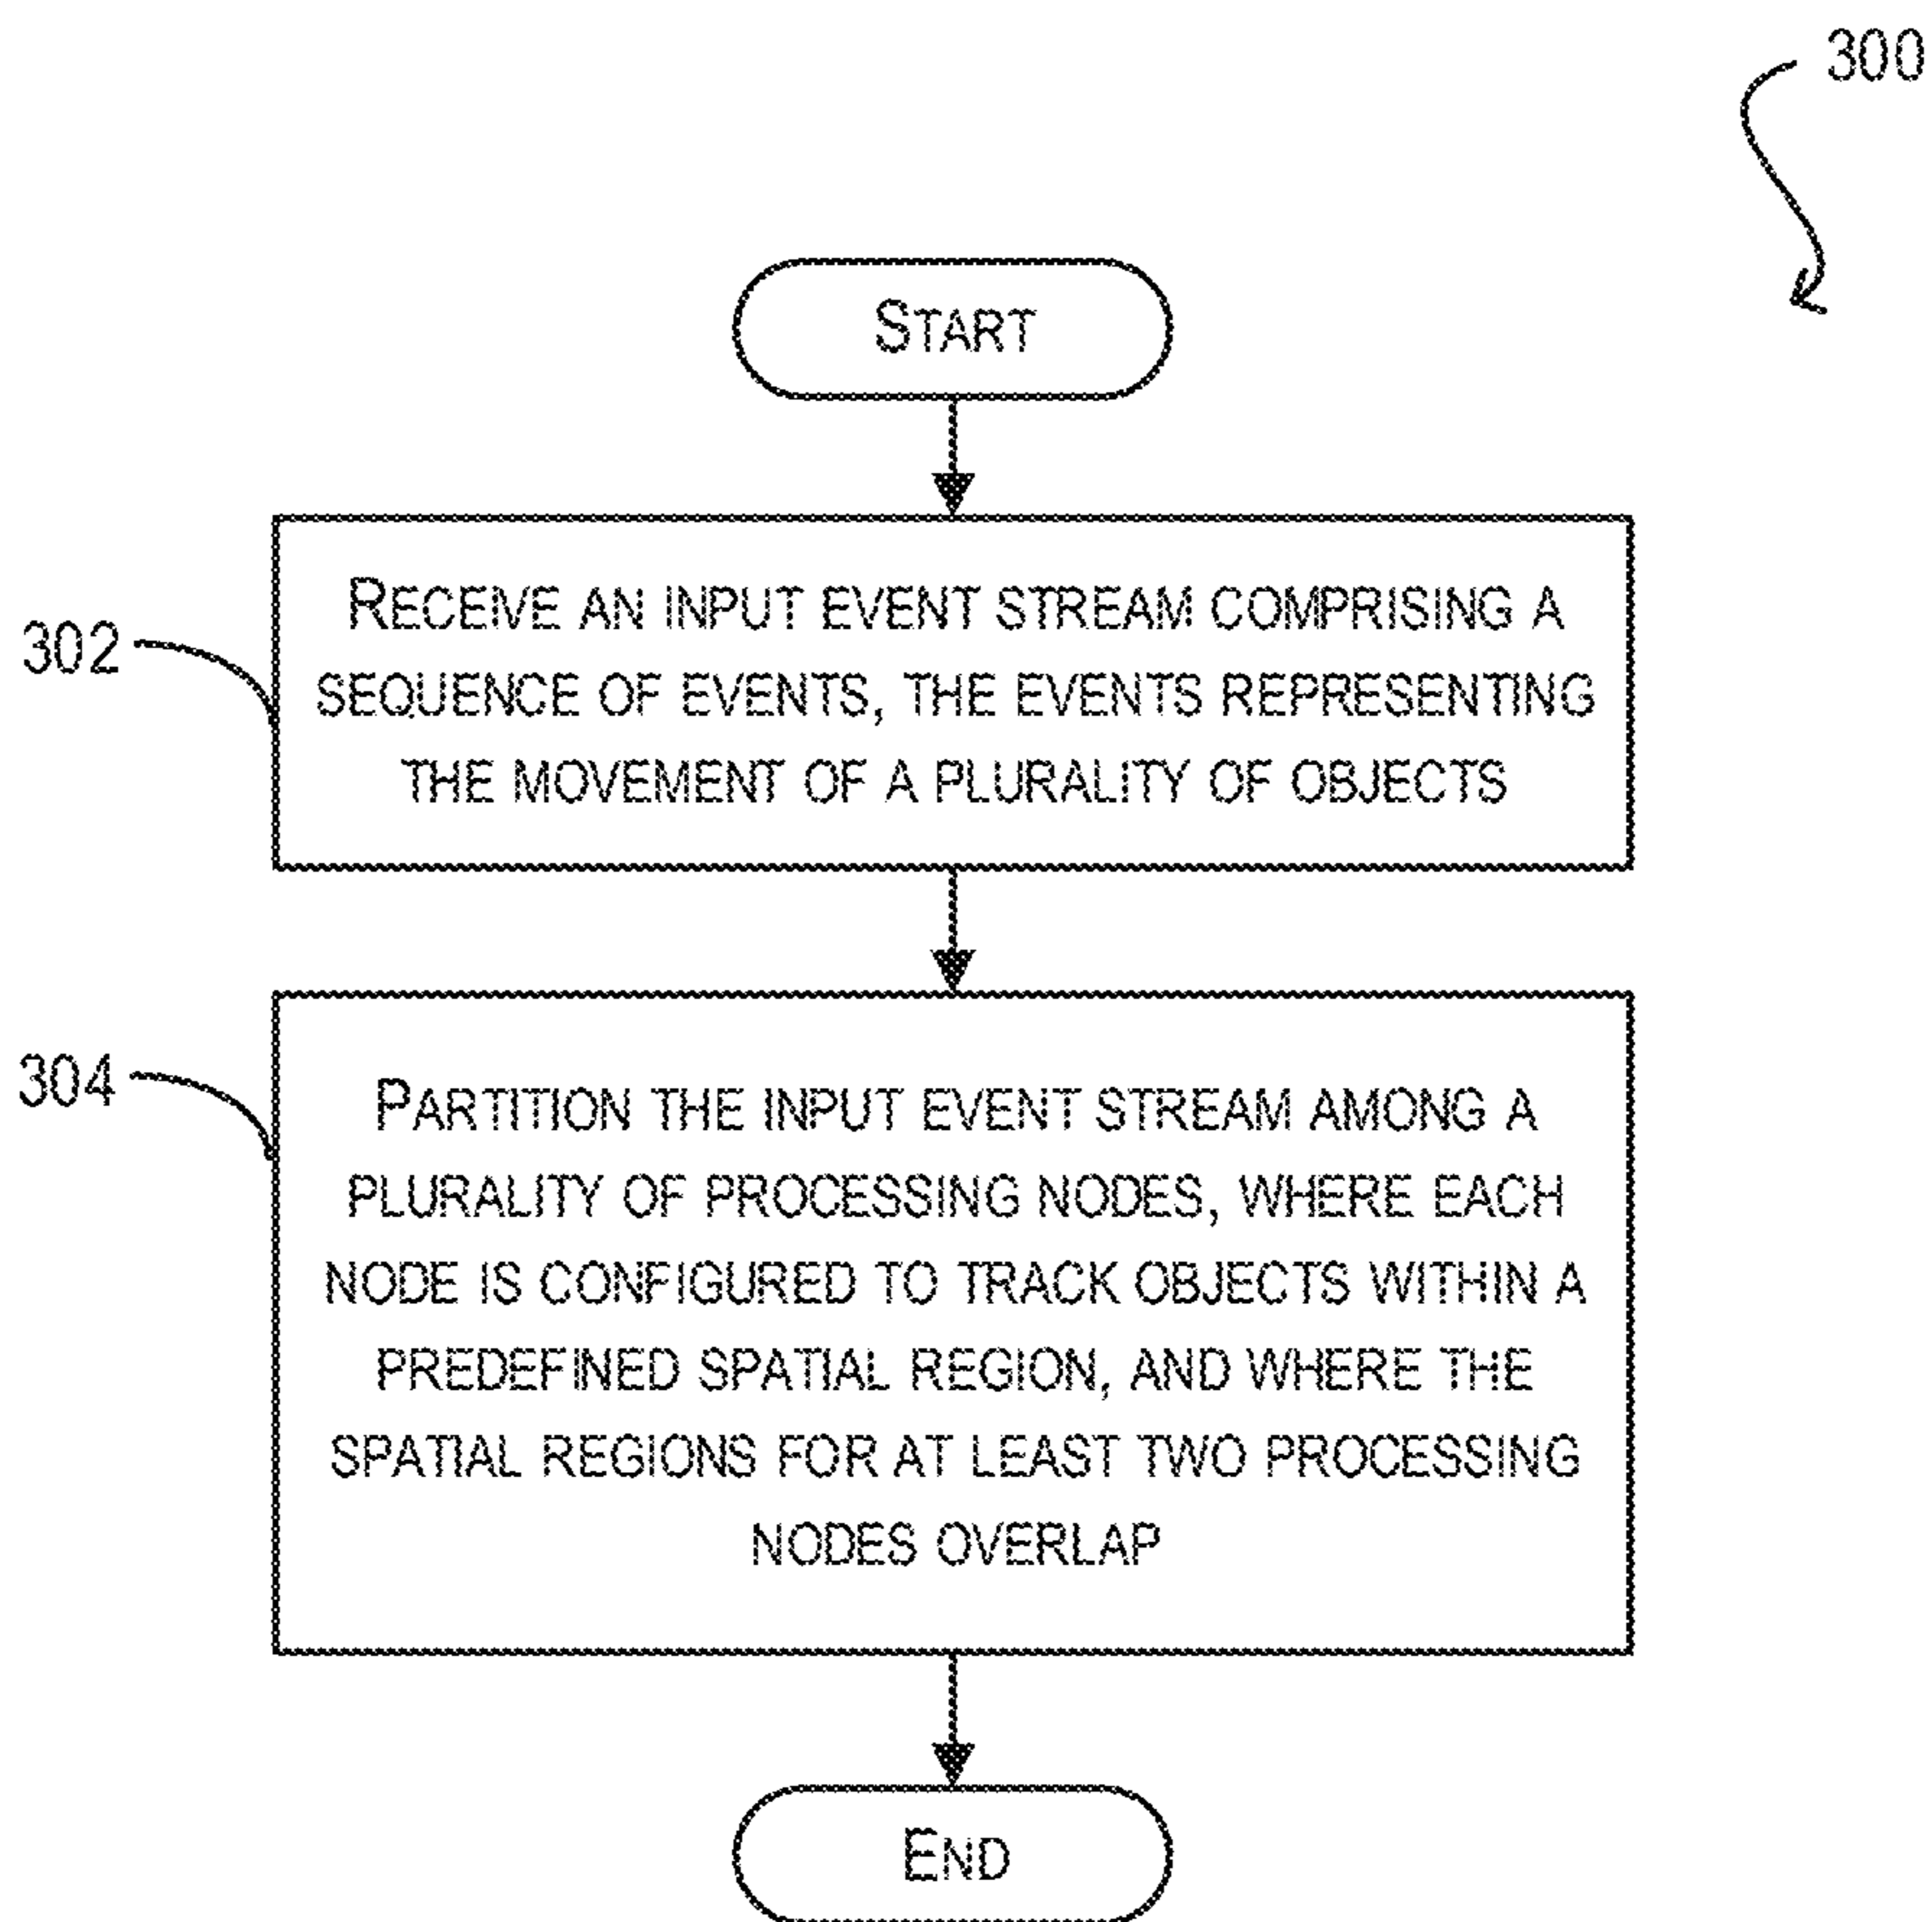 300
START
302
RECEIVE AN INPUT EVENT STREAM COMPRISING A
SEQUENCE OF EVENTS, THE EVENTS REPRESENTING
THE MOVEMENT OF A PLURALITY OF OBJECTS
304
PARTITION THE INPUT EVENT STREAM AMONG A
PLURALITY OF PROCESSING NODES, WHERE EACH
NODE IS CONFIGURED TO TRACK OBJECTS WITHIN A
PREDEFINED SPATIAL REGION, AND WHERE THE
SPATIAL REGIONS FOR AT LEAST TWO PROCESSING
NODES OVERLAP
END